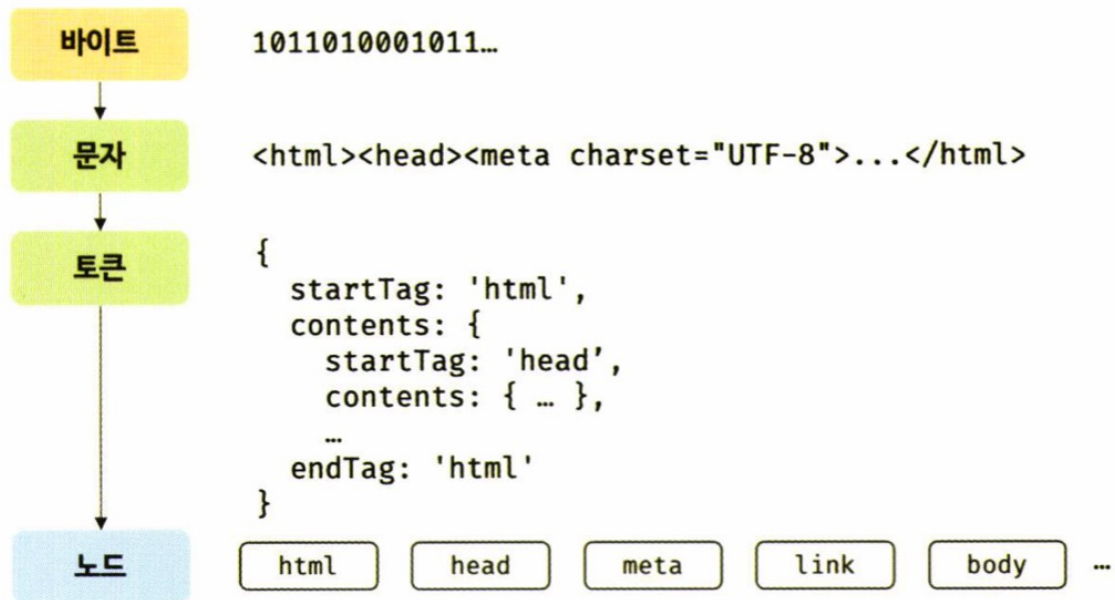 바이트 1011010001011…
문자 <html><head><meta charset="UTF-8">...</html>
토큰
{
startTag: 'html',
contents: {
startTag: 'head’,
contents: { … },
…
endTag: 'html'
}
노드 html head meta link body …